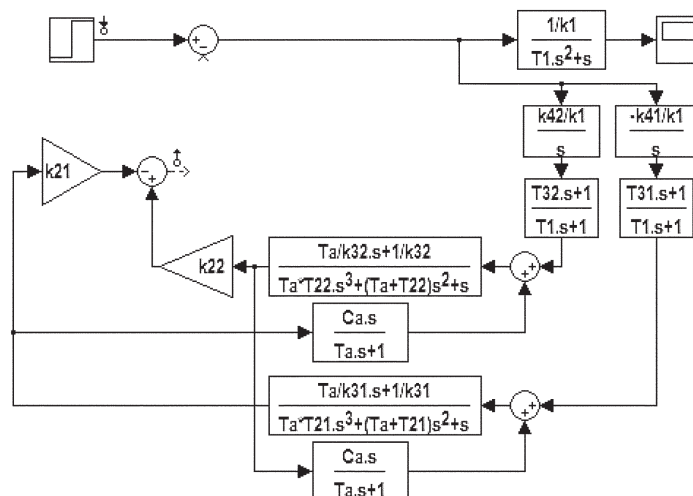 1/k1
T1.s²+s
k42/k1
s
-k41/k1
s
k21
T32.s+1
T1.s+1
T31.s+1
T1.s+1
k22
Ta/k32.s+1/k32
Ta*T22.s³+(Ta+T22)s²+s
Ca.s
Ta.s+1
Ta/k31.s+1/k31
Ta*T21.s³+(Ta+T21)s²+s
Ca.s
Ta.s+1